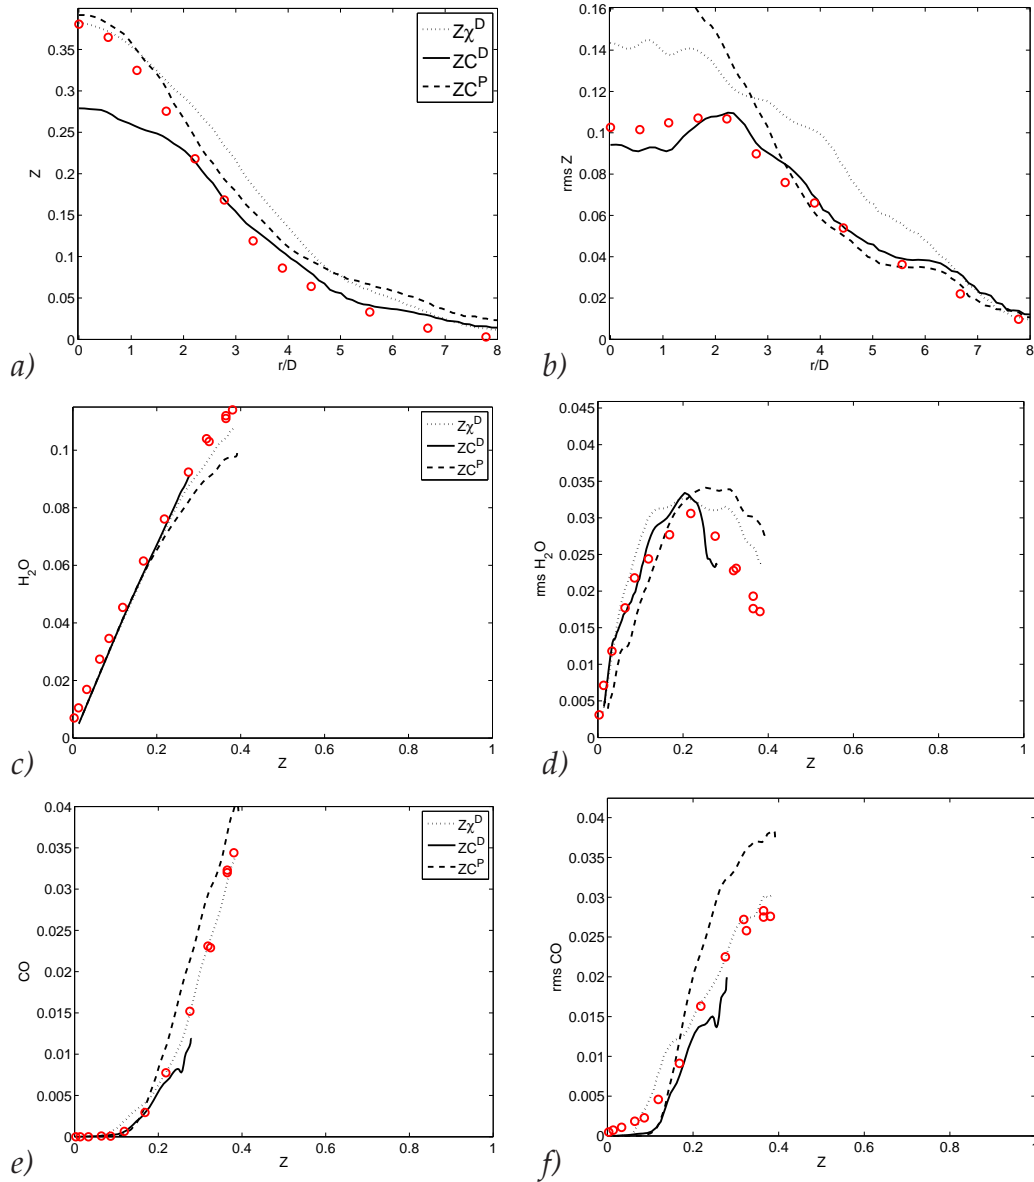 0.35
0.3
0.25
0.2
0.15
0.1
0.05
0
Z
0 1 2 3 4 5 6 7 8
r/D
Zχ^D
ZC^D
ZC^P
a)
0.16
0.14
0.12
0.1
0.08
0.06
0.04
0.02
0
rms Z
0 1 2 3 4 5 6 7 8
r/D
b)
0.1
0.08
0.06
0.04
0.02
0
H₂O
0 0.2 0.4 0.6 0.8 1
Z
Zχ^D
ZC^D
ZC^P
c)
0.045
0.04
0.035
0.03
0.025
0.02
0.015
0.01
0.005
0
rms H₂O
0 0.2 0.4 0.6 0.8 1
Z
d)
0.04
0.035
0.03
0.025
0.02
0.015
0.01
0.005
0
CO
0 0.2 0.4 0.6 0.8 1
Z
Zχ^D
ZC^D
ZC^P
e)
0.04
0.035
0.03
0.025
0.02
0.015
0.01
0.005
0
rms CO
0 0.2 0.4 0.6 0.8 1
Z
f)